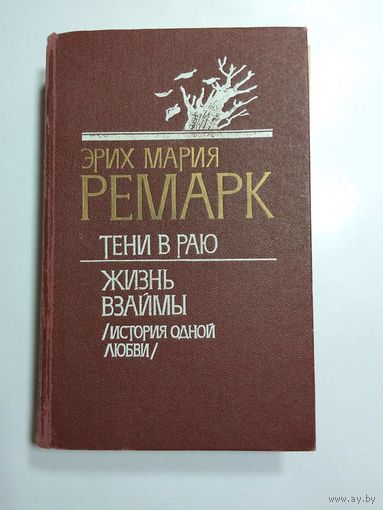 ЭРИХ МАРИЯ
РЕМАРК
ТЕНИ В РАЮ
ЖИЗНЬ
ВЗАЙМЫ
/ИСТОРИЯ ОДНОЙ
ЛЮБВИ/
www.ay.by